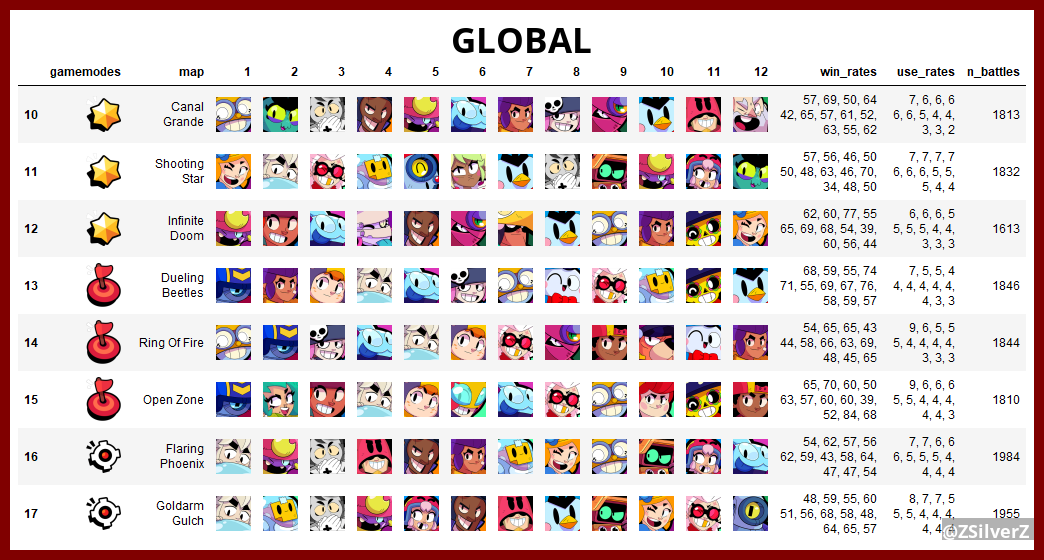 GLOBAL
gamemodes map 1 2 3 4 5 6 7 8 9 10 11 12 win_rates use_rates n_battles
10 Canal Grande 57, 69, 50, 64 7, 6, 6, 6 1813
42, 65, 57, 61, 52, 6, 6, 5, 4, 4,
63, 55, 62 3, 3, 2
11 Shooting Star 57, 56, 46, 50 7, 7, 7, 7 1832
50, 48, 63, 46, 70, 6, 6, 6, 5, 5,
34, 48, 50 5, 4, 4
12 Infinite Doom 62, 60, 77, 55 6, 6, 6, 5 1613
65, 69, 68, 54, 39, 5, 5, 5, 4, 4,
60, 56, 44 3, 3, 3
13 Dueling Beetles 68, 59, 55, 74 7, 5, 5, 4 1846
71, 55, 69, 67, 76, 4, 4, 4, 4, 4,
58, 59, 57 4, 3, 3
14 Ring Of Fire 54, 65, 65, 43 9, 6, 5, 5 1844
44, 58, 66, 63, 69, 5, 4, 4, 4, 4,
48, 45, 65 3, 3, 3
15 Open Zone 65, 70, 60, 50 9, 6, 6, 6 1810
63, 57, 60, 60, 39, 5, 5, 4, 4, 4,
52, 84, 68 4, 4, 3
16 Flaring Phoenix 54, 62, 57, 56 7, 7, 6, 6 1984
62, 59, 43, 58, 64, 6, 5, 5, 5, 4,
47, 47, 54 4, 4, 4
17 Goldarm Gulch 48, 59, 55, 60 8, 7, 7, 5 1955
51, 56, 68, 58, 48, 5, 5, 4, 4, 4,
64, 65, 57 4, 4,
@ZSilverZ